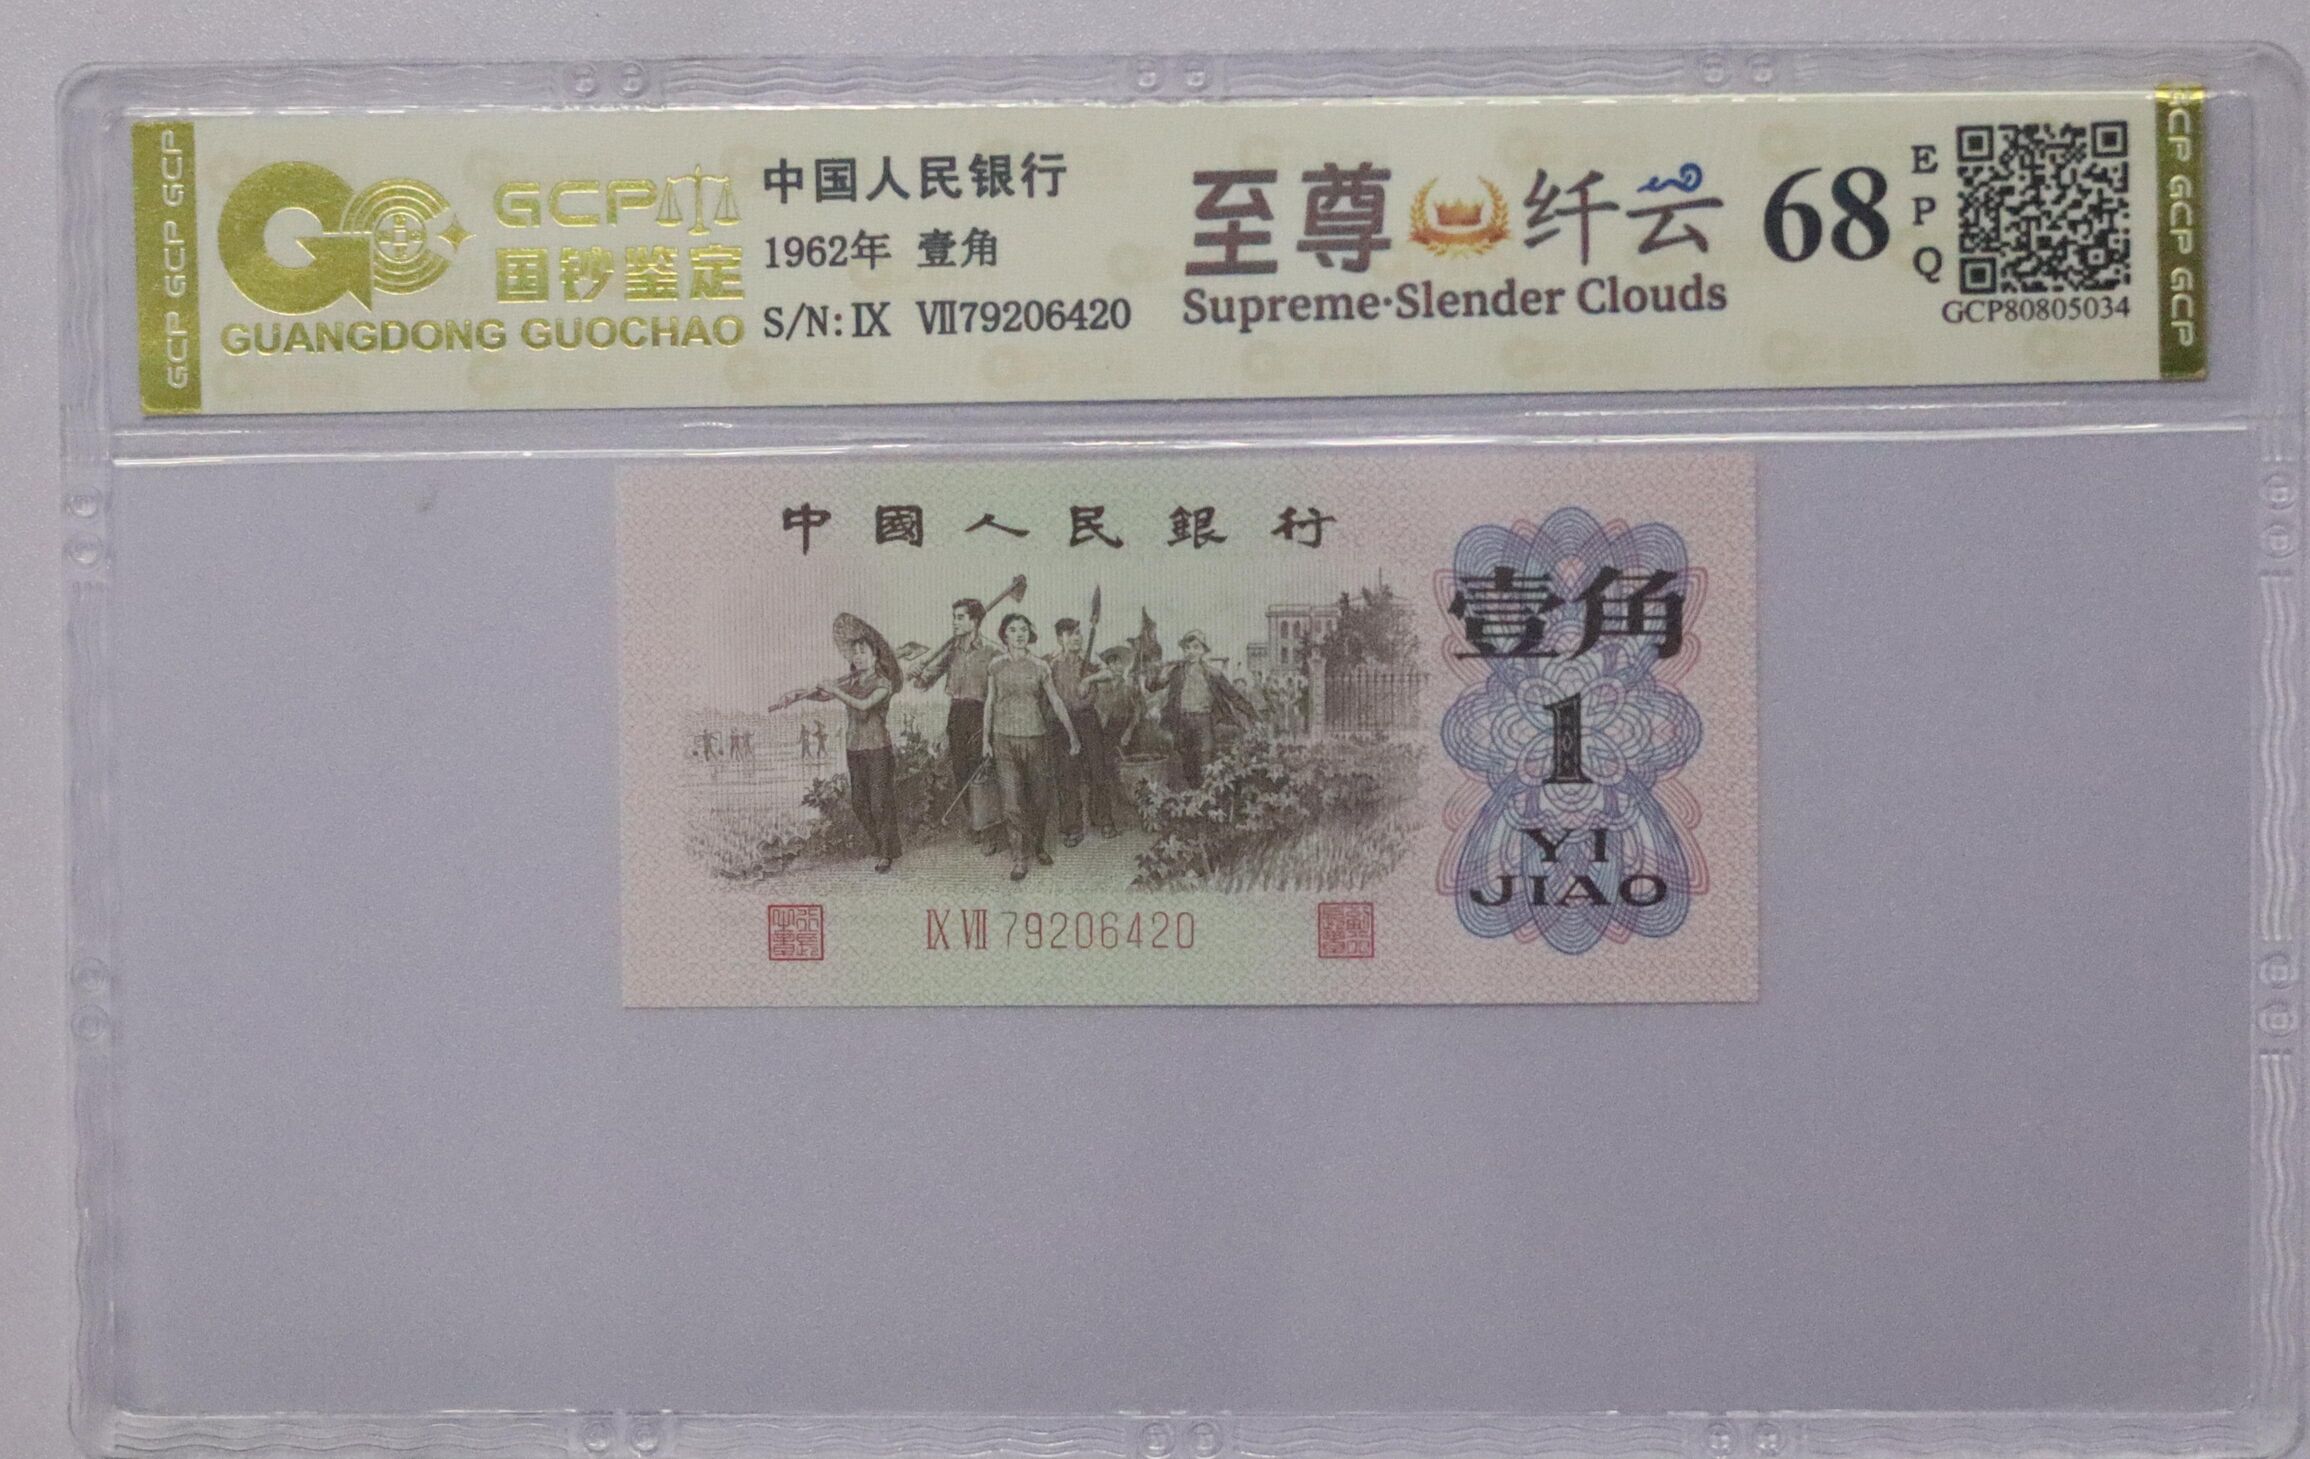 GCP GCP GCP
GCP
国钞鉴定
GUANGDONG GUOCHAO
中国人民银行
1962年 壹角
S/N: IX VII79206420
至尊 纤云
Supreme·Slender Clouds
68
EPQ
GCP80805034
GCP GCP GCP
中國人民銀行
壹角
1
YI
JIAO
IX VII 79206420